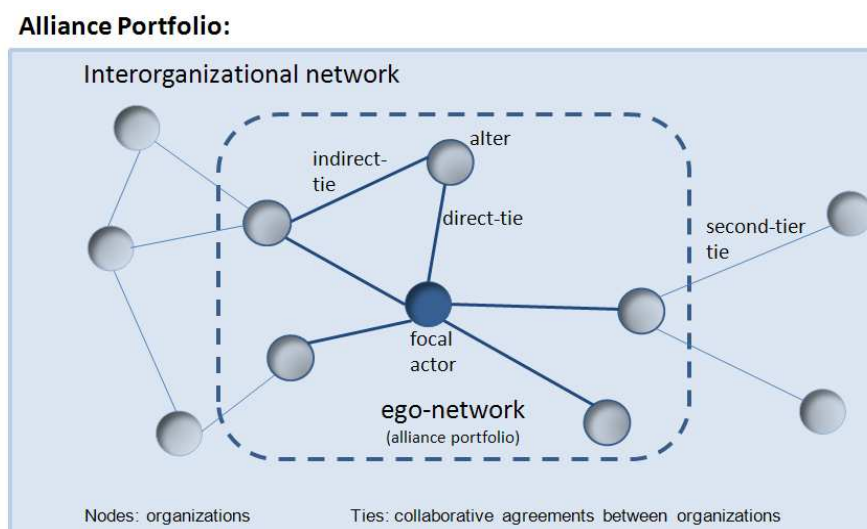 Alliance Portfolio:
Interorganizational network
alter
indirect-
tie
direct-tie
second-tier
tie
focal
actor
ego-network
(alliance portfolio)
Nodes: organizations
Ties: collaborative agreements between organizations